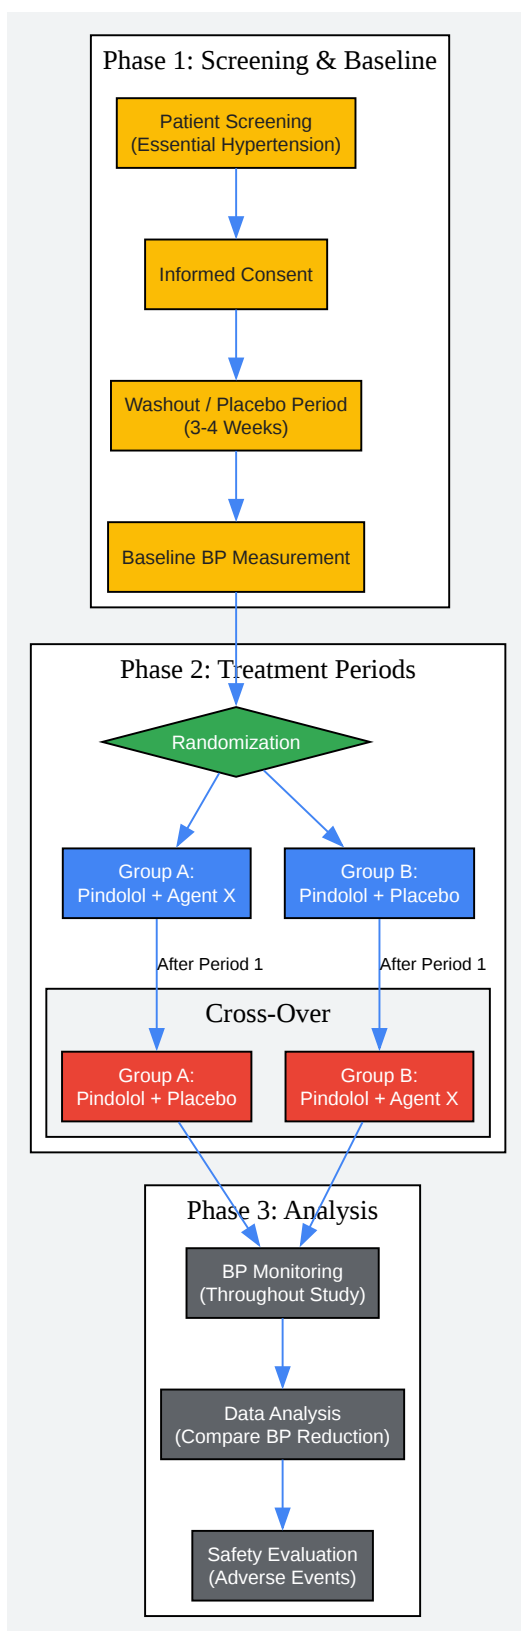 Phase 1: Screening & Baseline
Patient Screening
(Essential Hypertension)
Informed Consent
Washout / Placebo Period
(3-4 Weeks)
Baseline BP Measurement
Phase 2: Treatment Periods
Randomization
Group A:
Pindolol + Agent X
Group B:
Pindolol + Placebo
After Period 1
After Period 1
Cross-Over
Group A:
Pindolol + Placebo
Group B:
Pindolol + Agent X
Phase 3: Analysis
BP Monitoring
(Throughout Study)
Data Analysis
(Compare BP Reduction)
Safety Evaluation
(Adverse Events)